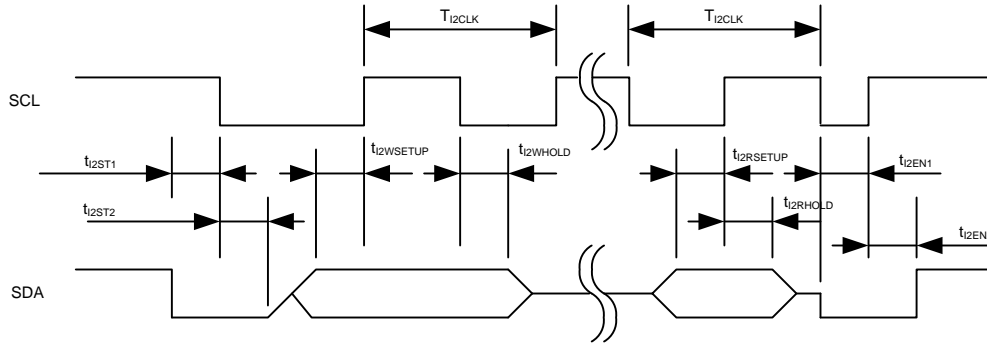 TI2CLK
TI2CLK
SCL
tI2ST1
tI2WSETUP
tI2WHOLD
tI2RSETUP
tI2EN1
tI2ST2
tI2RHOLD
tI2EN
SDA